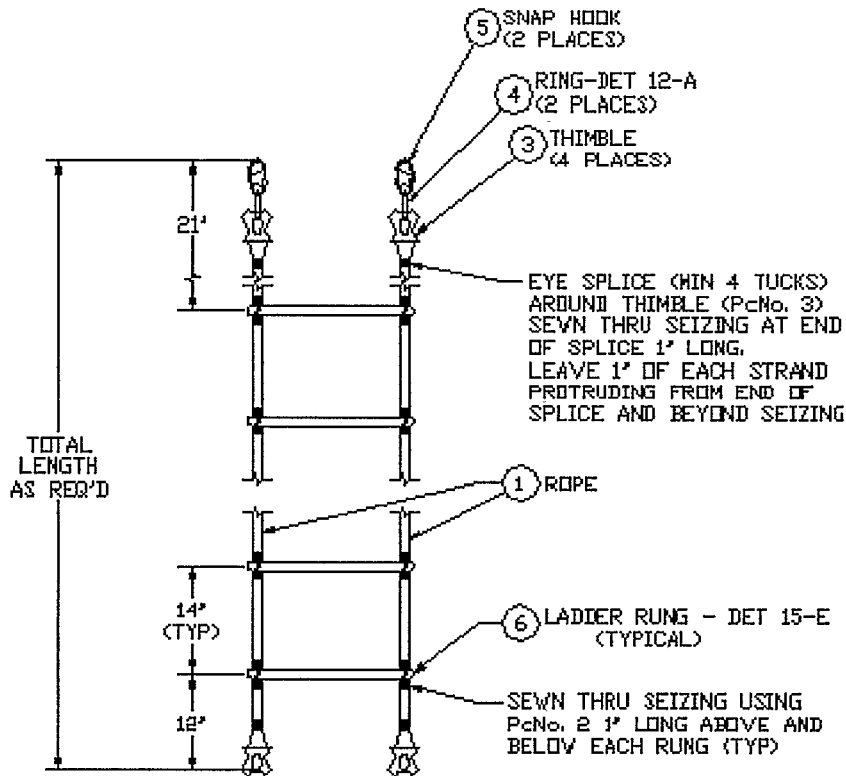 5 SNAP HOOK
(2 PLACES)
4 RING-DET 12-A
(2 PLACES)
3 THIMBLE
(4 PLACES)
21"
EYE SPLICE (MIN 4 TUCKS)
AROUND THIMBLE (PcNo. 3)
SEWN THRU SEIZING AT END
OF SPLICE 1" LONG.
LEAVE 1" OF EACH STRAND
PROTRUDING FROM END OF
SPLICE AND BEYOND SEIZING
TOTAL
LENGTH
AS REQ'D
1 ROPE
14"
(TYP)
6 LADDER RUNG - DET 15-E
(TYPICAL)
12"
SEWN THRU SEIZING USING
PcNo. 2 1" LONG ABOVE AND
BELOW EACH RUNG (TYP)